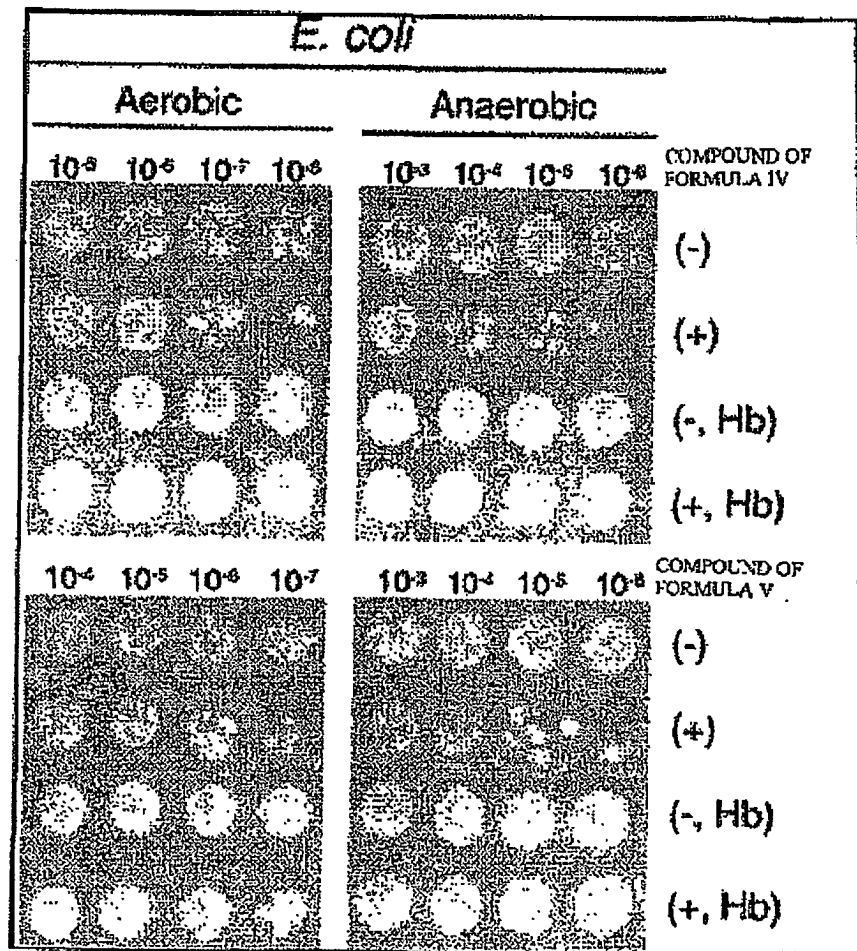 E. coli
Aerobic Anaerobic
10⁻⁵ 10⁻⁶ 10⁻⁷ 10⁻⁸ 10⁻³ 10⁻⁴ 10⁻⁵ 10⁻⁶ COMPOUND OF
FORMULA IV
(-)
(+)
(-, Hb)
(+, Hb)
10⁻⁴ 10⁻⁵ 10⁻⁶ 10⁻⁷ 10⁻³ 10⁻⁴ 10⁻⁵ 10⁻⁶ COMPOUND OF
FORMULA V
(-)
(+)
(-, Hb)
(+, Hb)